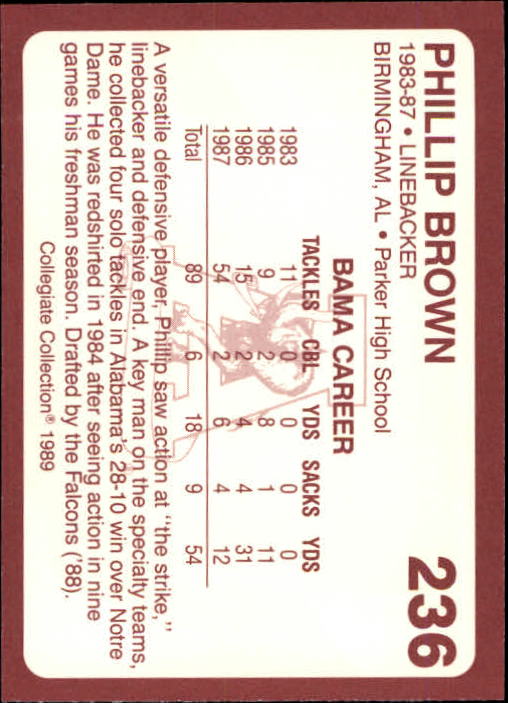 PHILLIP BROWN 236
1983-87 • LINEBACKER
BIRMINGHAM, AL • Parker High School
BAMA CAREER
TACKLES CBL YDS SACKS YDS
1983 11 0 0 0 0
1985 9 2 8 1 11
1986 15 2 4 4 31
1987 54 2 6 4 12
Total 89 6 18 9 54
A versatile defensive player, Phillip saw action at "the strike,"
linebacker and defensive end. A key man on the specialty teams,
he collected four solo tackles in Alabama's 28-10 win over Notre
Dame. He was redshirted in 1984 after seeing action in nine
games his freshman season. Drafted by the Falcons ('88).
Collegiate Collection® 1989